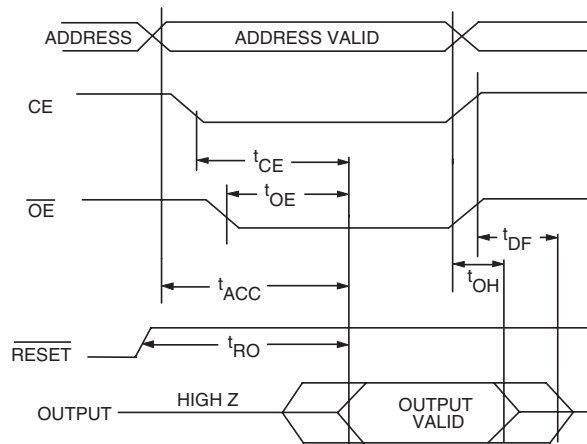 ADDRESS
ADDRESS VALID
CE
tCE
tOE
OE
tDF
tOH
tACC
tRO
RESET
HIGH Z
OUTPUT
OUTPUT
VALID